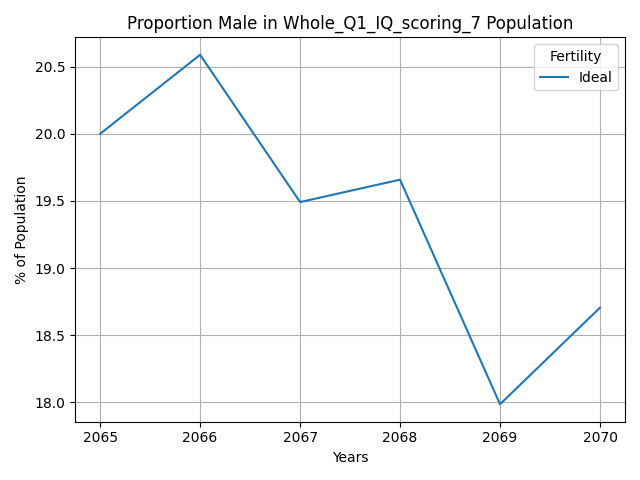 Proportion Male in Whole_Q1_IQ_scoring_7 Population
Fertility
Ideal
% of Population
20.5
20.0
19.5
19.0
18.5
18.0
2065 2066 2067 2068 2069 2070
Years